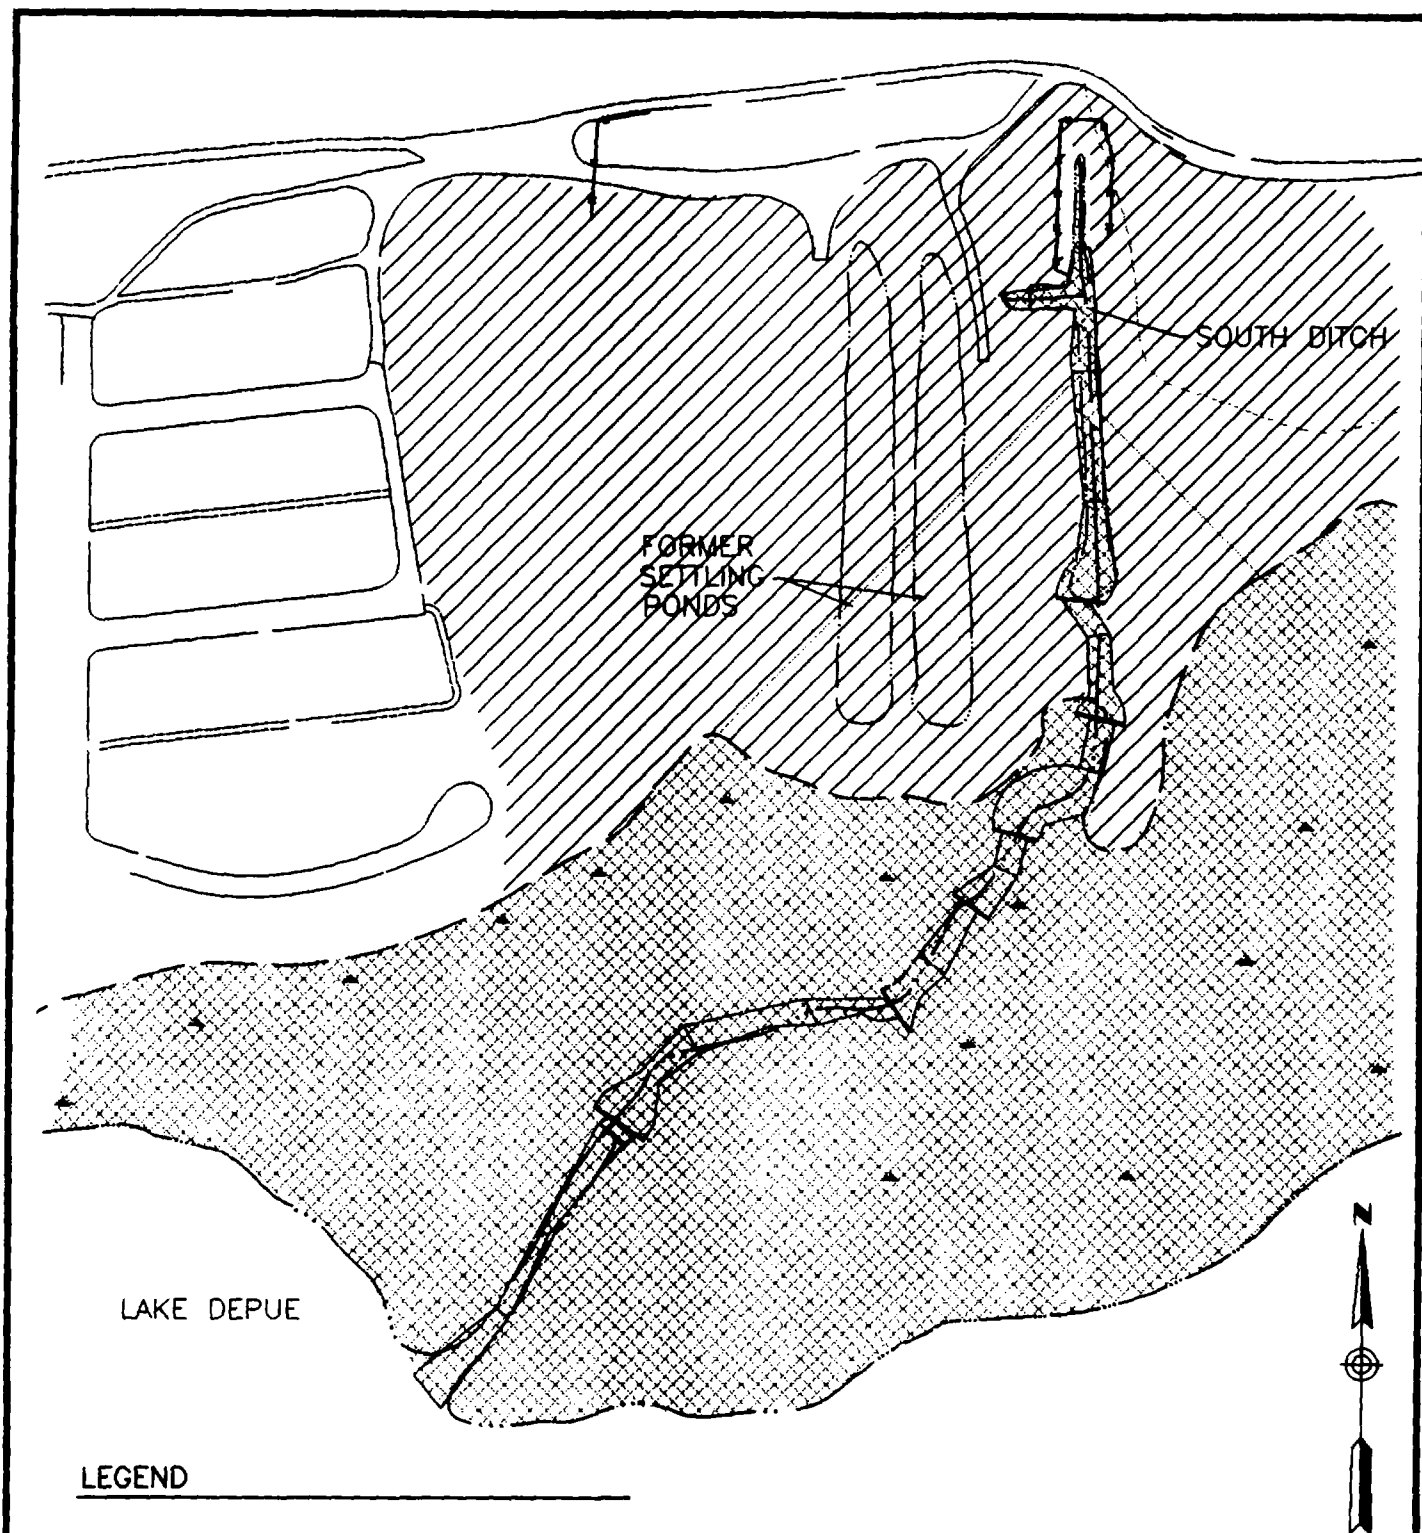 SOUTH DITCH
FORMER
SETTLING
PONDS
LAKE DEPUE
N
LEGEND